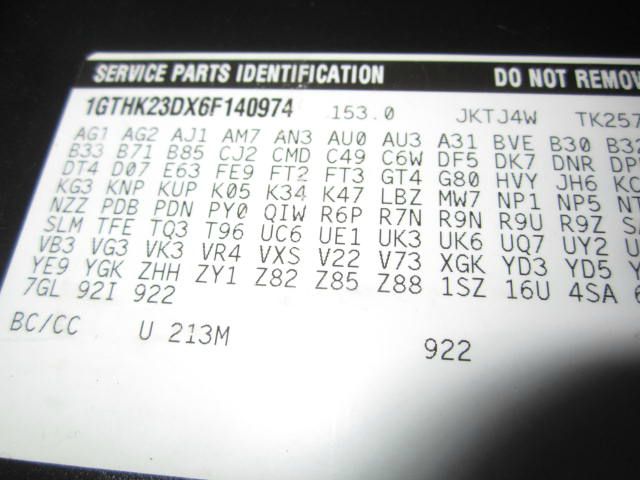 SERVICE PARTS IDENTIFICATION DO NOT REMOV
1GTHK23DX6F140974 153.0 JKTJ4W TK257
AG1 AG2 AJ1 AM7 AN3 AU0 AU3 A31 BVE B30 B32
B33 B71 B85 CJ2 CMD C49 C6W DF5 DK7 DNR DP
DT4 D07 E63 FE9 FT2 FT3 GT4 G80 HVY JH6 KC
KG3 KNP KUP K05 K34 K47 LBZ MW7 NP1 NP5 NT
NZZ PDB PDN PY0 QIW R6P R7N R9N R9U R9Z SA
SLM TFE TQ3 T96 UC6 UE1 UK3 UK6 UQ7 UY2 U
VB3 VG3 VK3 VR4 VXS V22 V73 XGK YD3 YD5 Y
YE9 YGK ZHH ZY1 Z82 Z85 Z88 1SZ 16U 4SA 6
7GL 92I 922
BC/CC U 213M 922